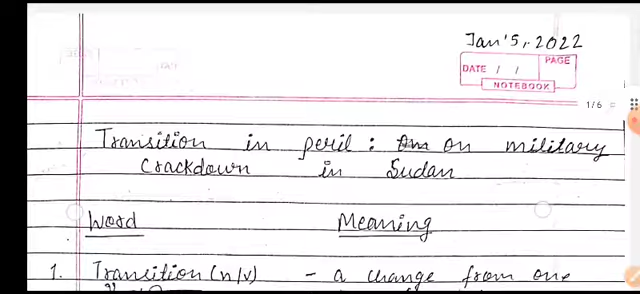 Jan'5, 2022
DATE / /
PAGE
NOTEBOOK
1/6
Transition in peril : on military
Crackdown in Sudan
Word Meaning
1. Transition (n/v) - a change from one